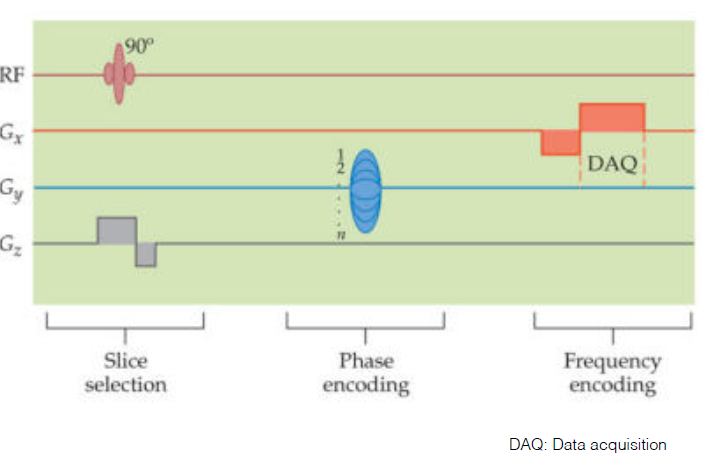 90°
RF
Gx
1
2
DAQ
Gy
n
Gz
Slice
selection
Phase
encoding
Frequency
encoding
DAQ: Data acquisition